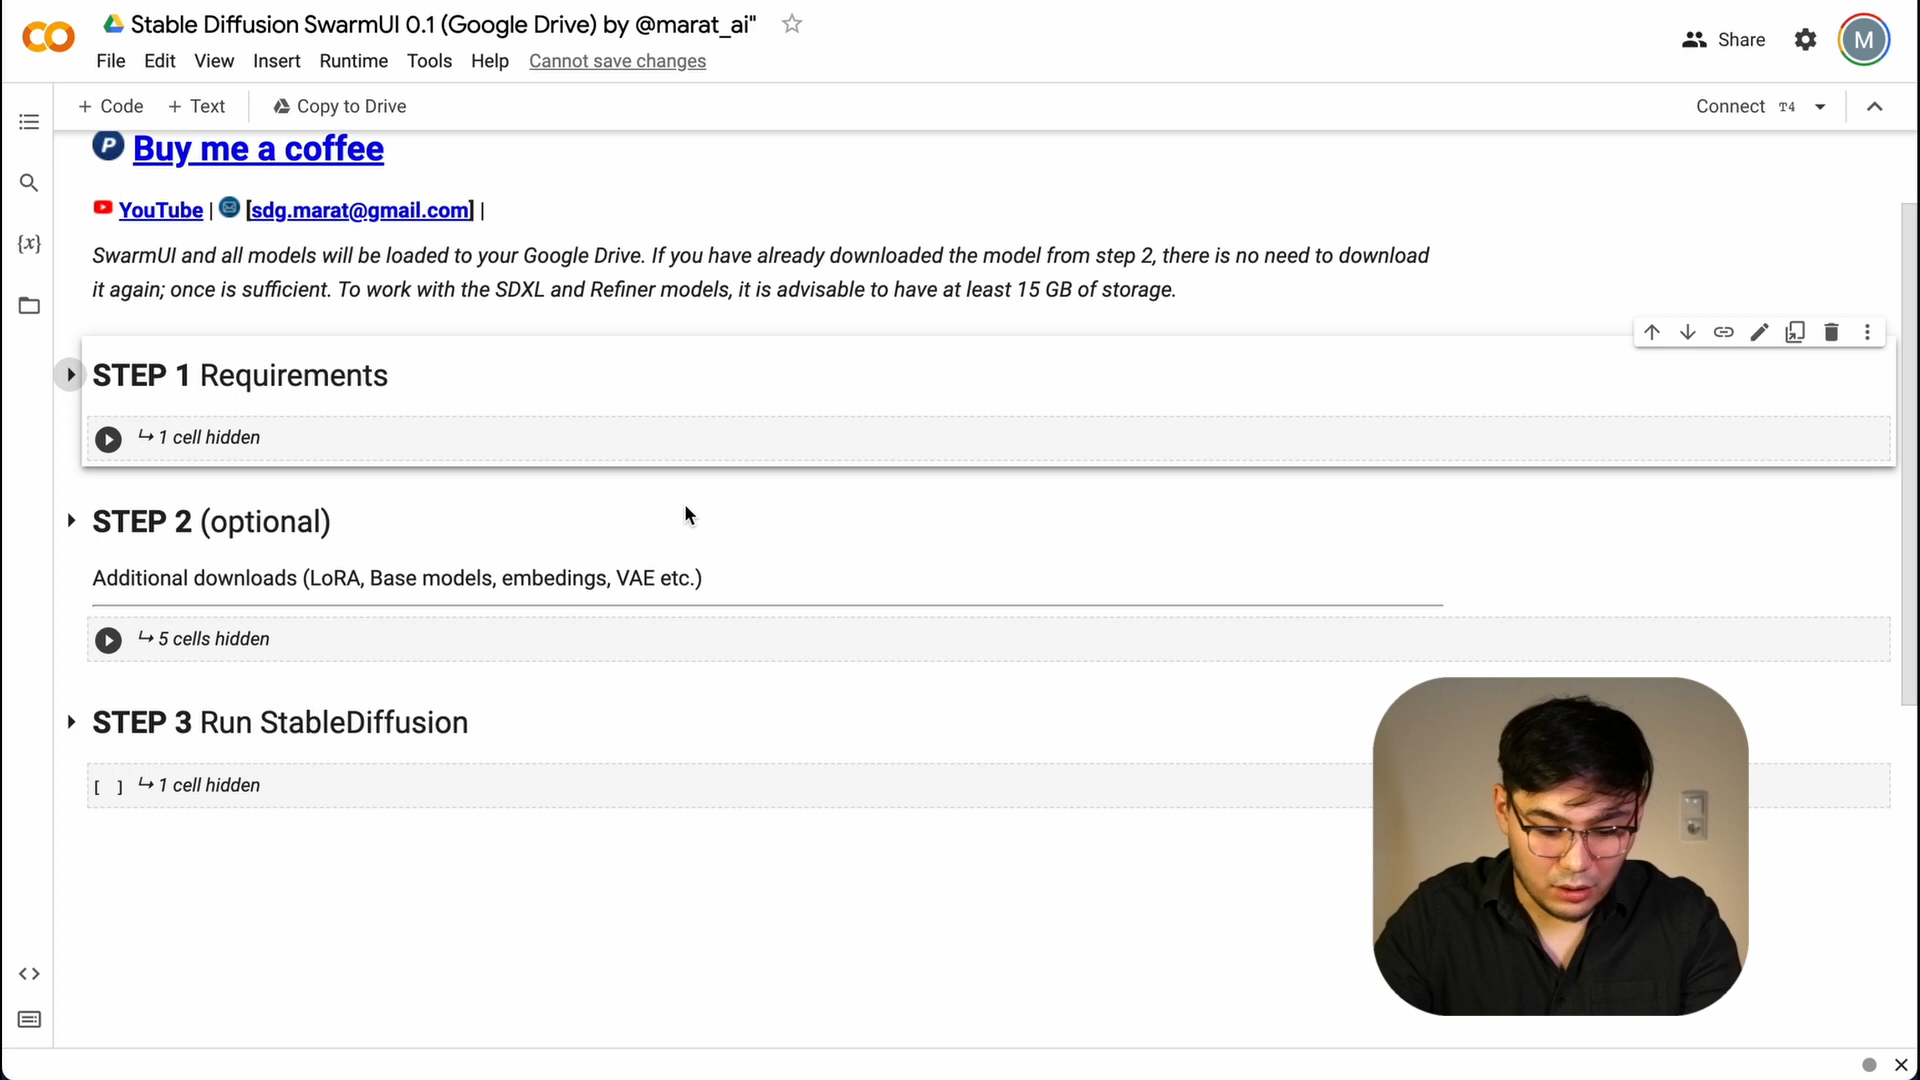 Stable Diffusion SwarmUI 0.1 (Google Drive) by @marat_ai"
Share
M
File Edit View Insert Runtime Tools Help Cannot save changes
+ Code + Text Copy to Drive
Connect T4
P Buy me a coffee
YouTube | [sdg.marat@gmail.com] |
{x}
SwarmUI and all models will be loaded to your Google Drive. If you have already downloaded the model from step 2, there is no need to download
it again; once is sufficient. To work with the SDXL and Refiner models, it is advisable to have at least 15 GB of storage.
STEP 1 Requirements
1 cell hidden
STEP 2 (optional)
Additional downloads (LoRA, Base models, embedings, VAE etc.)
5 cells hidden
STEP 3 Run StableDiffusion
[ ] 1 cell hidden